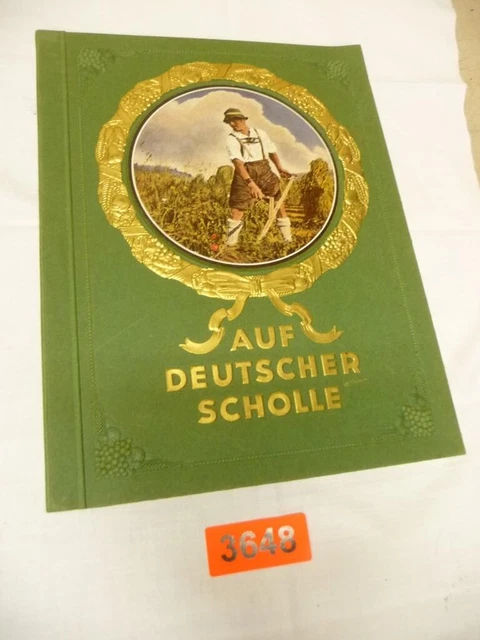 AUF
DEUTSCHER
SCHOLLE
3648